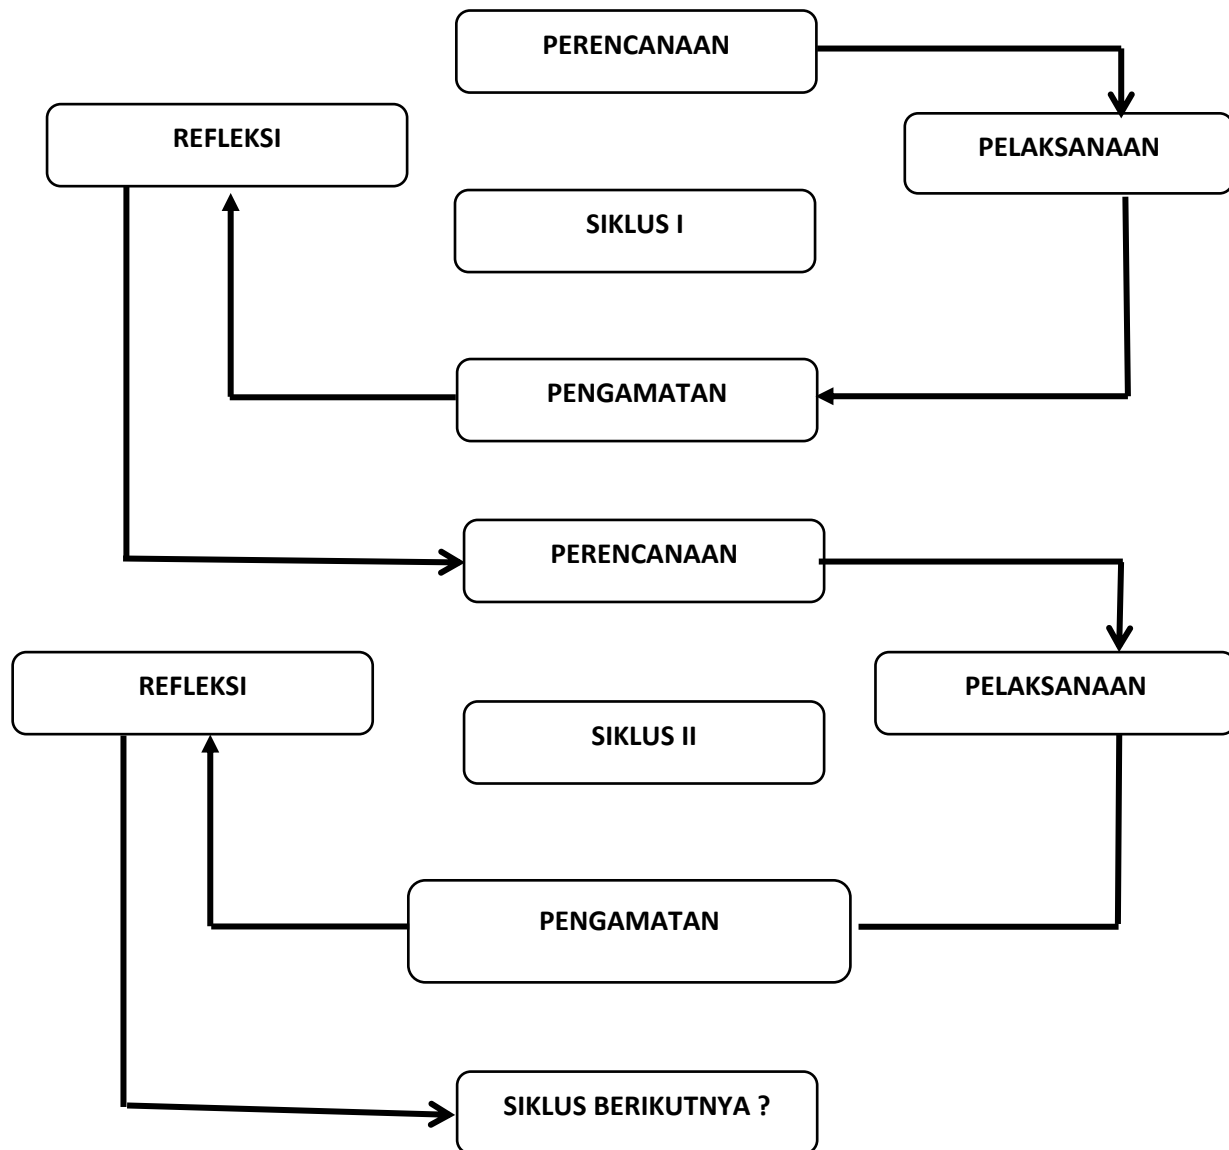 PERENCANAAN
REFLEKSI
PELAKSANAAN
SIKLUS I
PENGAMATAN
PERENCANAAN
REFLEKSI
PELAKSANAAN
SIKLUS II
PENGAMATAN
SIKLUS BERIKUTNYA ?